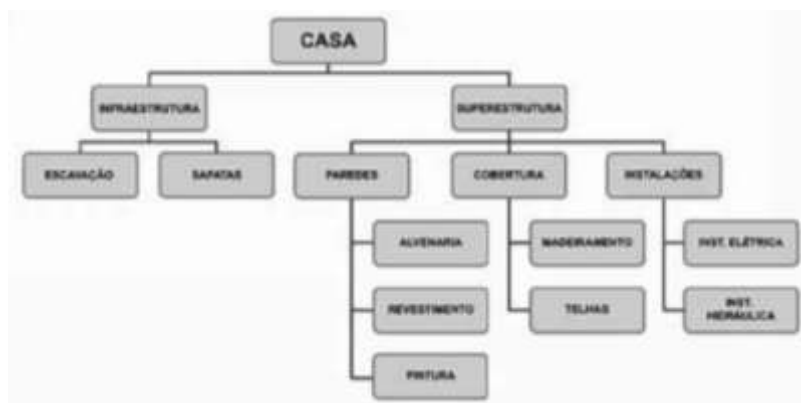 CASA
INFRAESTRUTURA
SUPERESTRUTURA
ESCAVAÇÃO
SAPATAS
PAREDES
COBERTURA
INSTALAÇÕES
ALVENARIA
MADEIRAMENTO
INST. ELÉTRICA
REVESTIMENTO
TELHAS
INST.
HIDRÁULICA
PINTURA